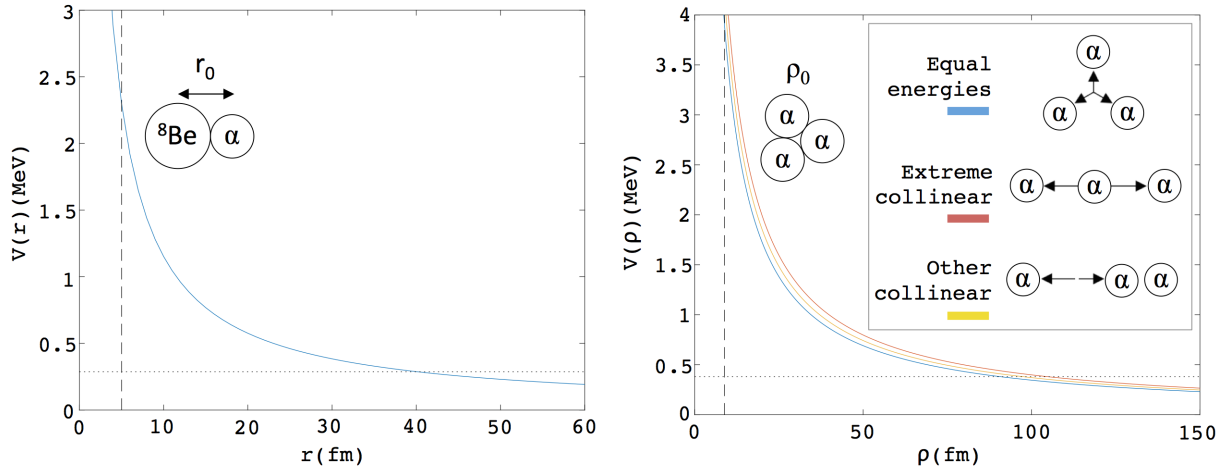 3
2.5
2
1.5
1
0.5
0
V(r)(MeV)
r₀
⁸Be
α
0
10
20
30
40
50
60
r(fm)
4
3.5
3
2.5
2
1.5
1
0.5
0
V(ρ)(MeV)
ρ₀
α
α
α
Equal
energies
α
α
α
Extreme
collinear
α
α
α
Other
collinear
α
α
α
0
50
100
150
ρ(fm)